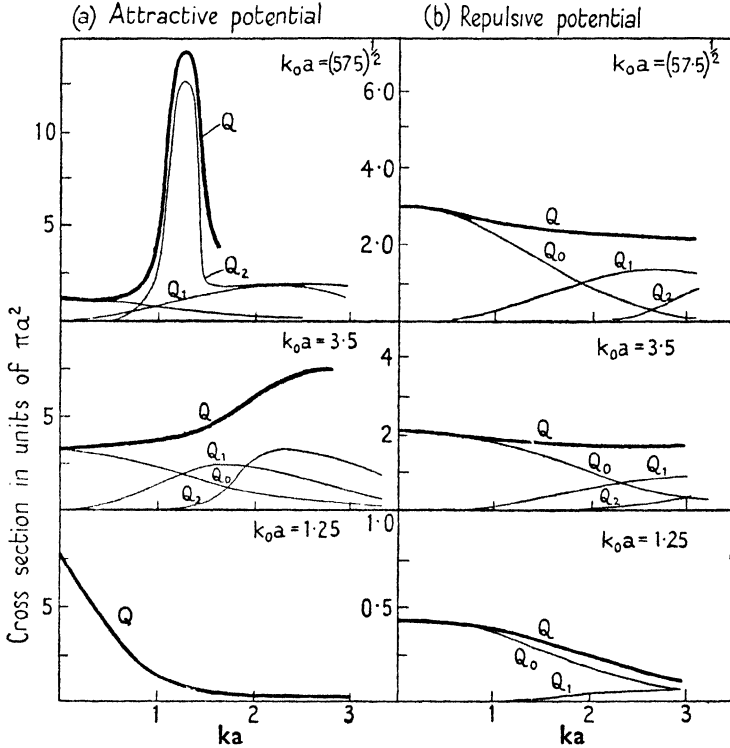 (a) Attractive potential
(b) Repulsive potential
Cross section in units of πa²
k₀a=(575)^½
10
5
Q
Q₁
Q₂
k₀a=3·5
5
Q
Q₁
Q₀
Q₂
k₀a=1·25
5
Q
1
2
3
ka
k₀a=(57·5)^½
6·0
4·0
2·0
Q
Q₀
Q₁
Q₂
k₀a=3·5
4
2
Q
Q₀
Q₁
Q₂
k₀a=1·25
1·0
0·5
Q
Q₀
Q₁
1
2
3
ka